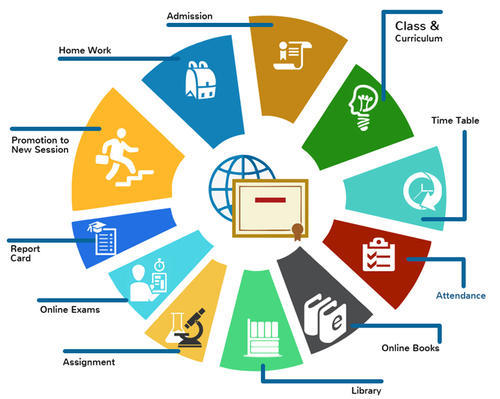 Admission
Class &
Curriculum
Home Work
Time Table
Promotion to
New Session
Report
Card
Attendance
Online Exams
e
Online Books
Assignment
Library